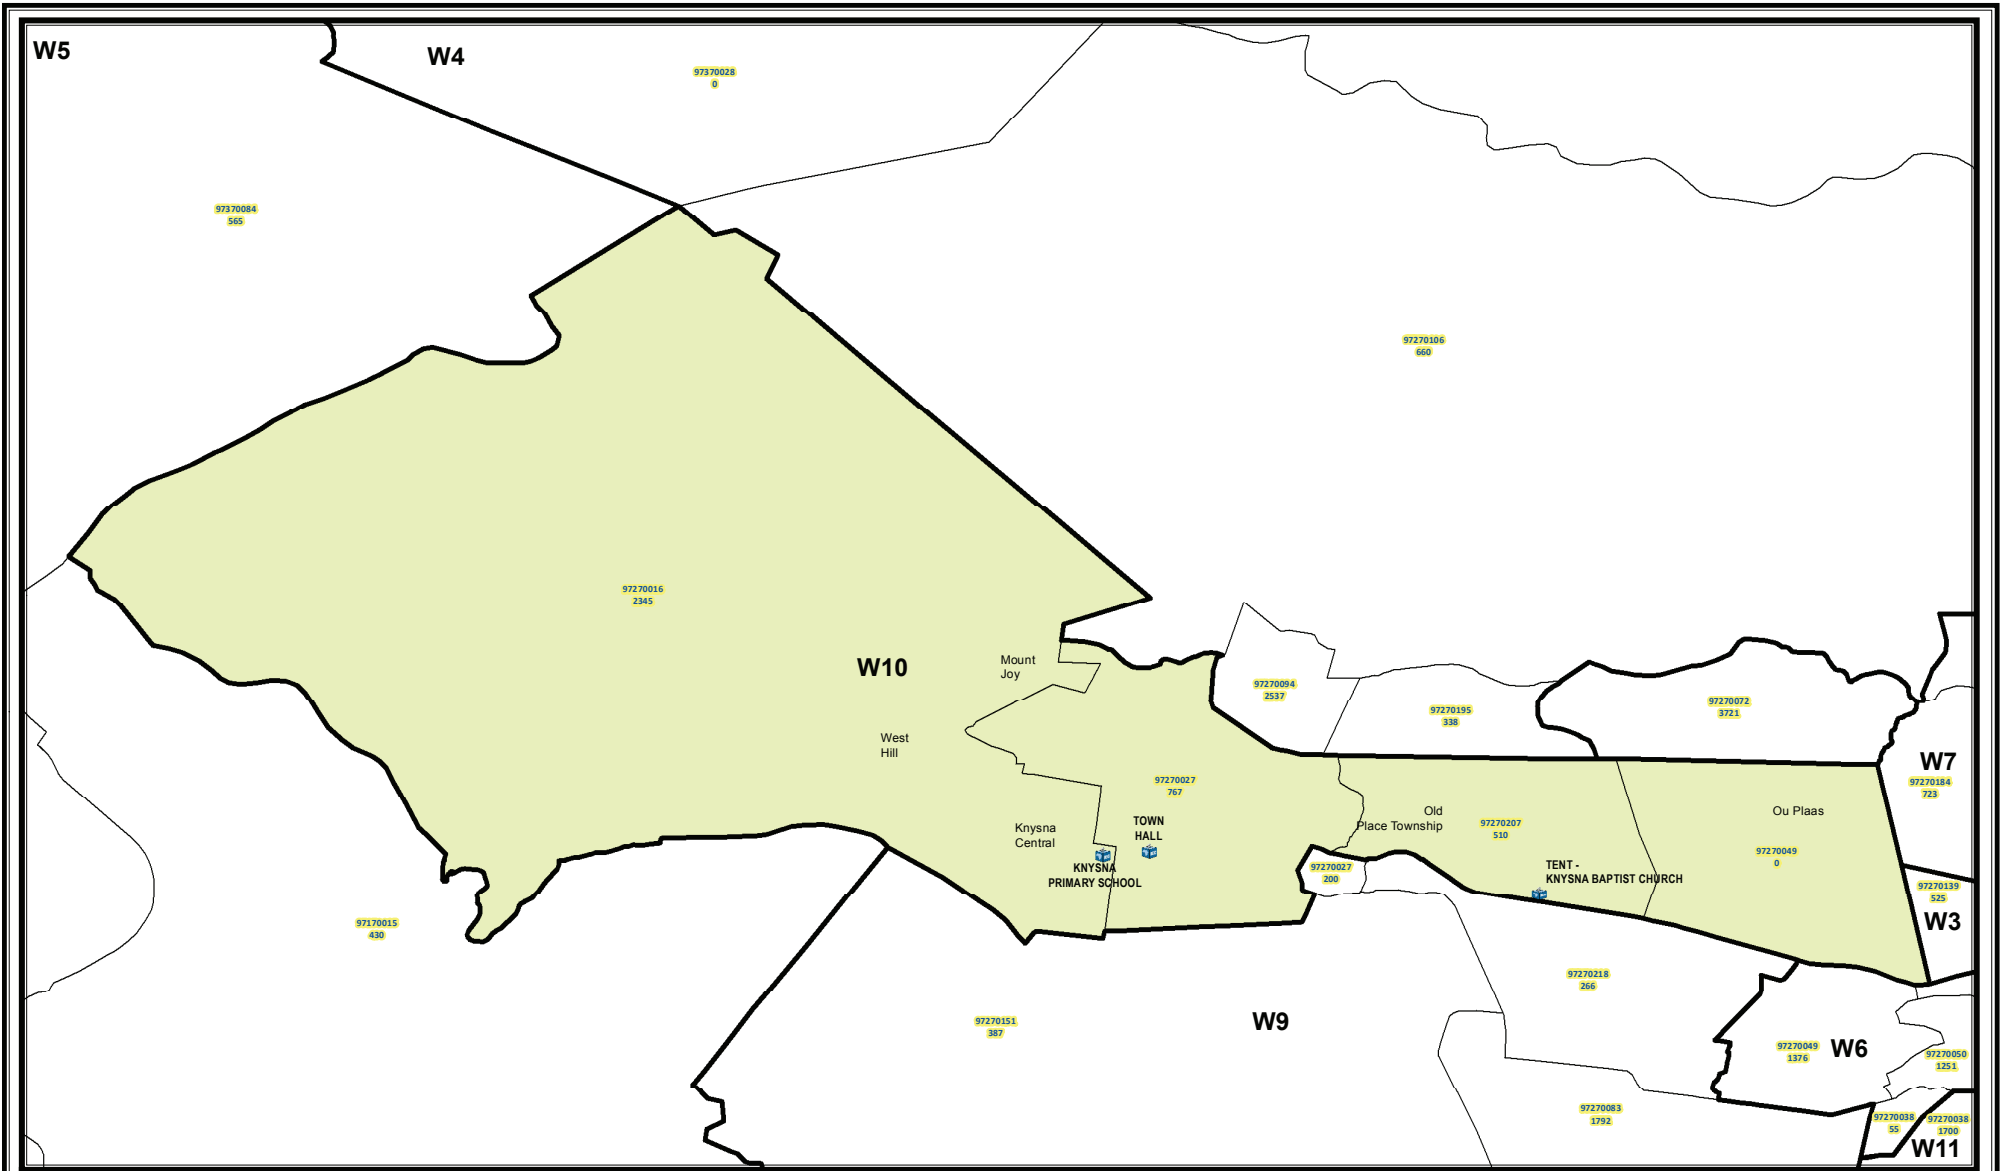 W5
W4
97370028
0
97370084
565
97270106
660
97270016
2345
W10
Mount
Joy
97270094
2537
97270195
338
97270072
3721
West
Hill
W7
97270184
723
97270027
767
Knysna
Central
TOWN
HALL
KNYSNA
PRIMARY SCHOOL
Old
Place Township
97270207
510
Ou Plaas
97270049
0
97270027
200
TENT -
KNYSNA BAPTIST CHURCH
97270139
525
W3
97170015
430
97270218
266
97270151
387
W9
97270049
1376
W6
97270050
1251
97270083
1792
97270038
55
97270038
1700
W11